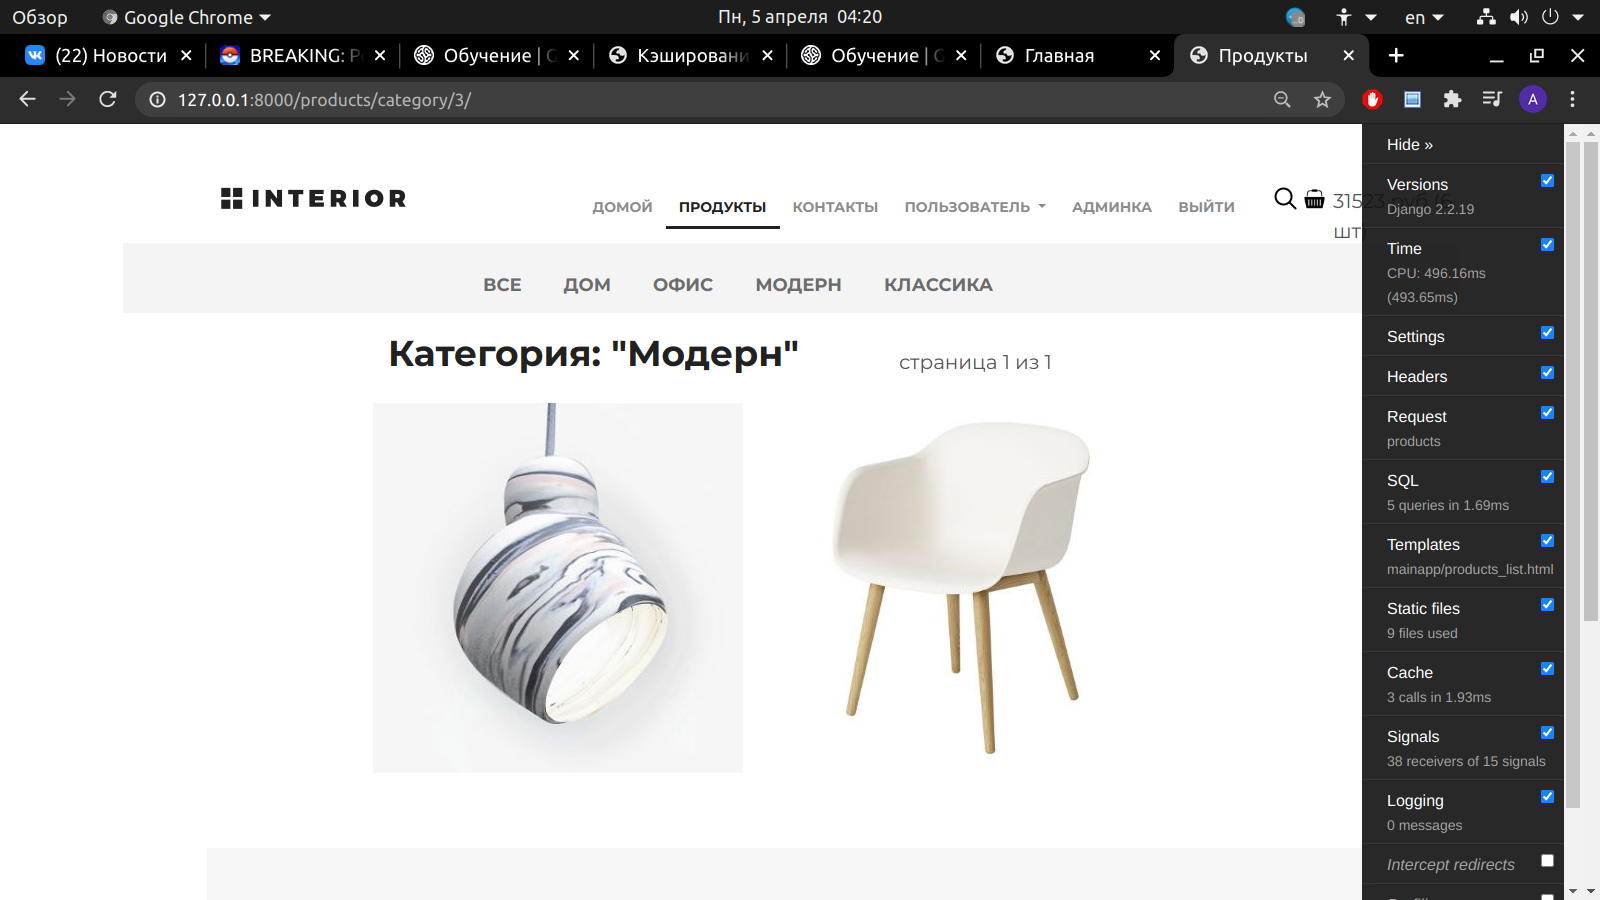 Обзор
Google Chrome
Пн, 5 апреля 04:20
en
(22) Новости
BREAKING: P
Обучение | G
Кэшировани
Обучение | G
Главная
Продукты
127.0.0.1:8000/products/category/3/
A
INTERIOR
ДОМОЙ
ПРОДУКТЫ
КОНТАКТЫ
ПОЛЬЗОВАТЕЛЬ
АДМИНКА
ВЫЙТИ
31523 руб (6
шт)
ВСЕ
ДОМ
ОФИС
МОДЕРН
КЛАССИКА
Категория: "Модерн"
страница 1 из 1
Hide »
Versions
Django 2.2.19
Time
CPU: 496.16ms
(493.65ms)
Settings
Headers
Request
products
SQL
5 queries in 1.69ms
Templates
mainapp/products_list.html
Static files
9 files used
Cache
3 calls in 1.93ms
Signals
38 receivers of 15 signals
Logging
0 messages
Intercept redirects